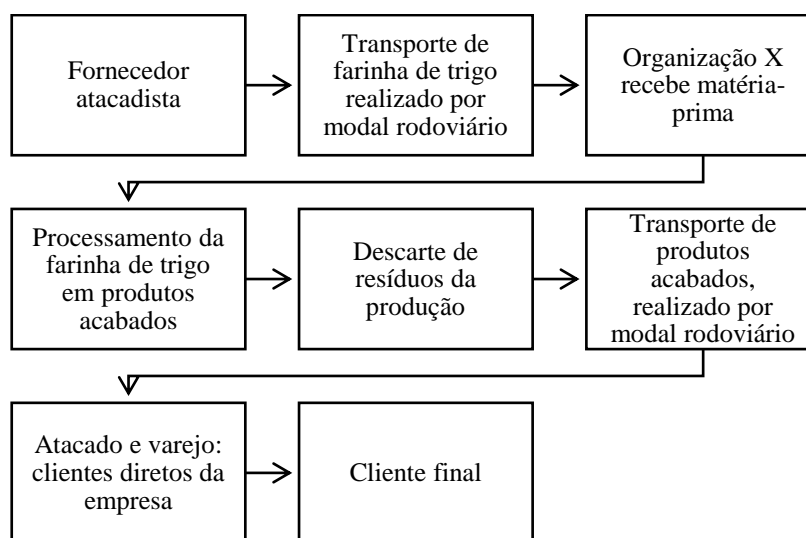 Fornecedor
atacadista
Transporte de
farinha de trigo
realizado por
modal rodoviário
Organização X
recebe matéria-
prima
Processamento da
farinha de trigo
em produtos
acabados
Descarte de
resíduos da
produção
Transporte de
produtos
acabados,
realizado por
modal rodoviário
Atacado e varejo:
clientes diretos da
empresa
Cliente final